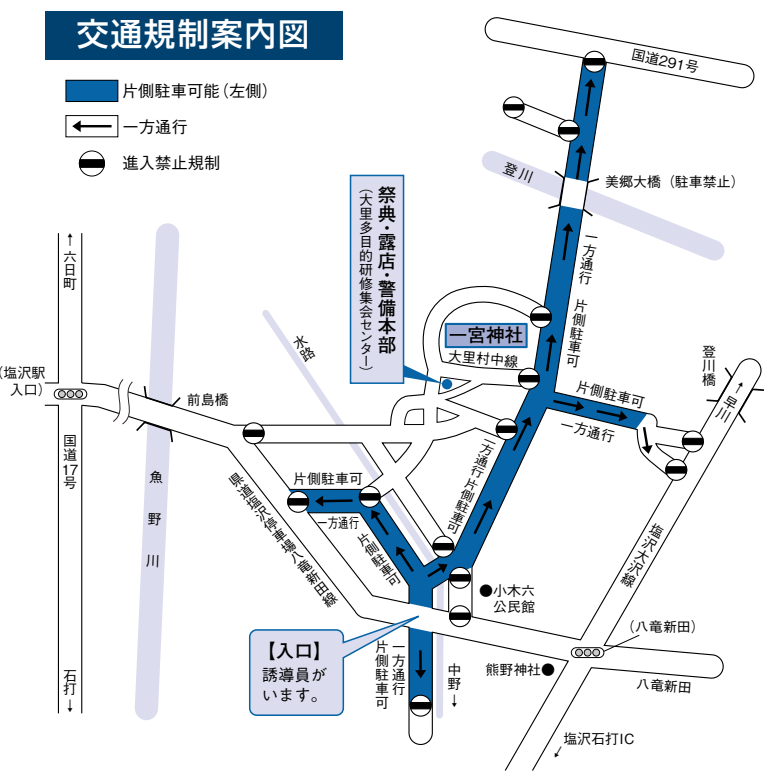 交通規制案内図
片側駐車可能（左側）
一方通行
進入禁止規制
国道291号
登川
美郷大橋（駐車禁止）
祭典・露店・警備本部
（大里多目的研修集会センター）
←六日町
（塩沢駅
入口）
国道17号
石打→
魚野川
前島橋
水路
一宮神社
大里村中線
一方通行 片側駐車可
片側駐車可
一方通行
登川橋
←早川
塩沢大沢線
一方通行 片側駐車可
片側駐車可
一方通行
片側駐車可
県道塩沢停車場八竜新田線
小木六
公民館
（八竜新田）
八竜新田
熊野神社
【入口】
誘導員が
います。
一方通行
片側駐車可
中野→
塩沢石打IC